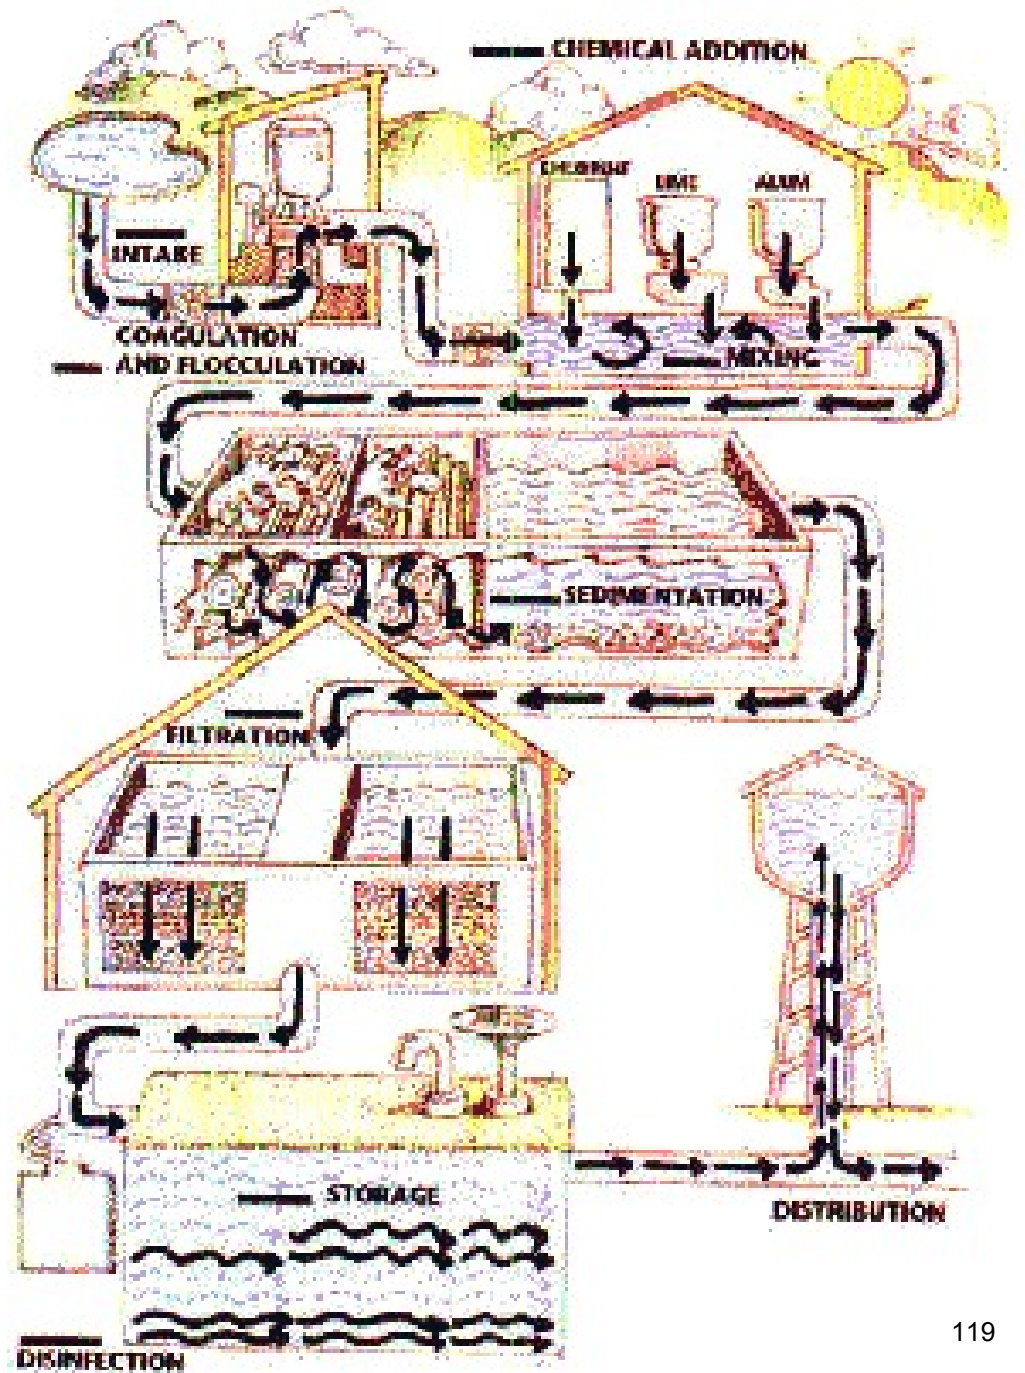 CHEMICAL ADDITION
LIME
ALUM
INTAKE
COAGULATION
AND FLOCCULATION
MIXING
SEDIMENTATION
FILTRATION
STORAGE
DISTRIBUTION
119
DISINFECTION